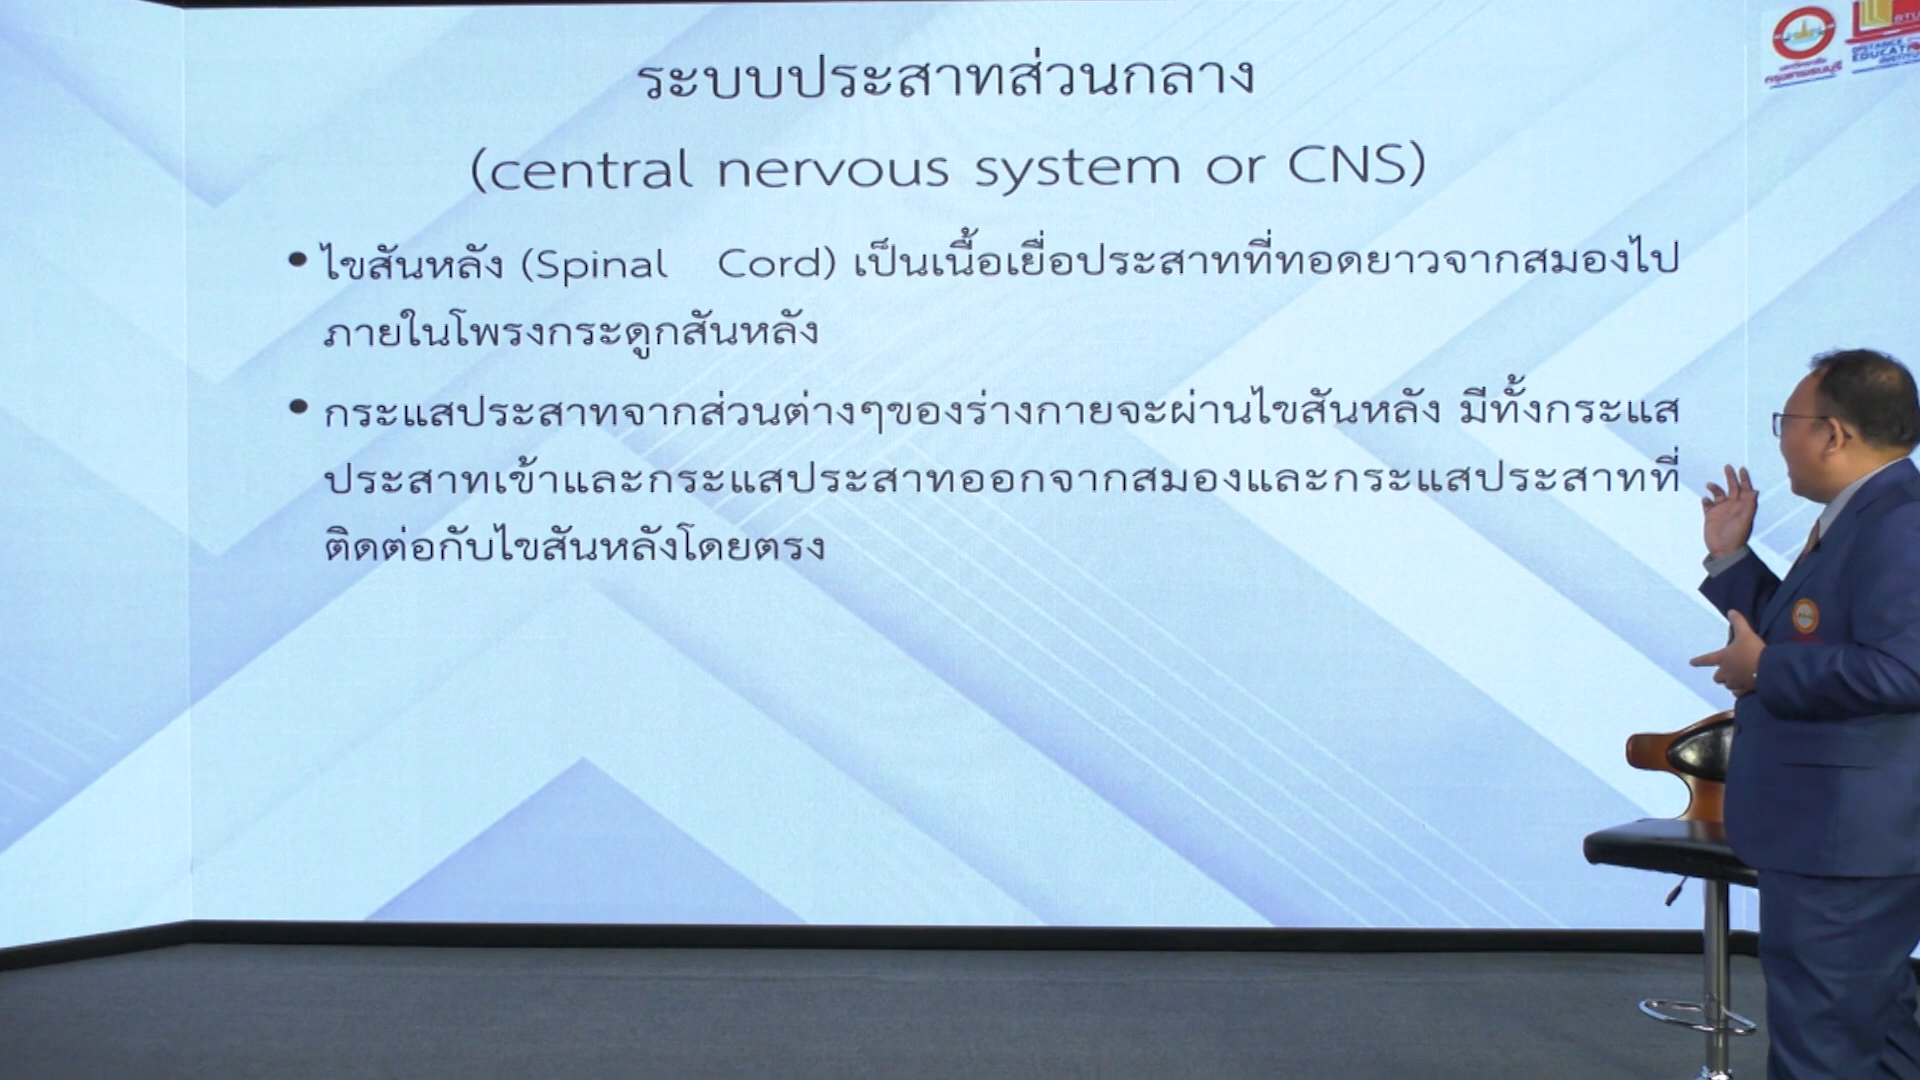 ระบบประสาทส่วนกลาง
(central nervous system or CNS)
• ไขสันหลัง (Spinal Cord) เป็นเนื้อเยื่อประสาทที่ทอดยาวจากสมองไป
ภายในโพรงกระดูกสันหลัง
• กระแสประสาทจากส่วนต่างๆของร่างกายจะผ่านไขสันหลัง มีทั้งกระแส
ประสาทเข้าและกระแสประสาทออกจากสมองและกระแสประสาทที่
ติดต่อกับไขสันหลังโดยตรง